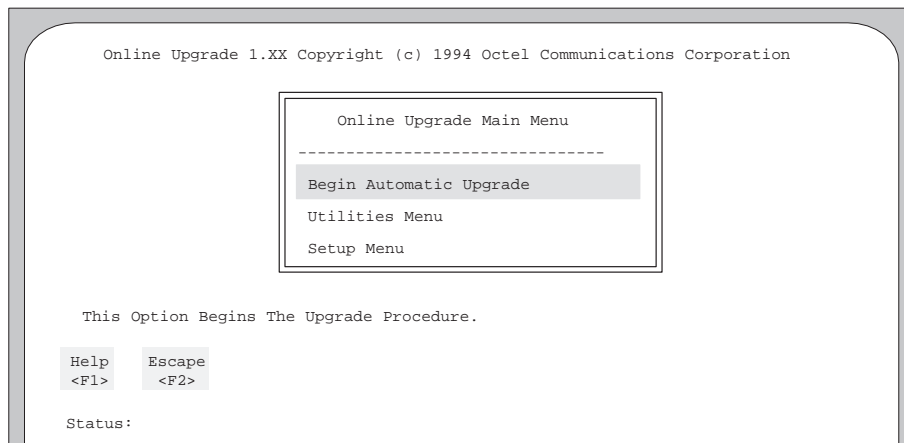 Online Upgrade 1.XX Copyright (c) 1994 Octel Communications Corporation
Online Upgrade Main Menu
--------------------------------
Begin Automatic Upgrade
Utilities Menu
Setup Menu
This Option Begins The Upgrade Procedure.
Help Escape
<F1> <F2>
Status: